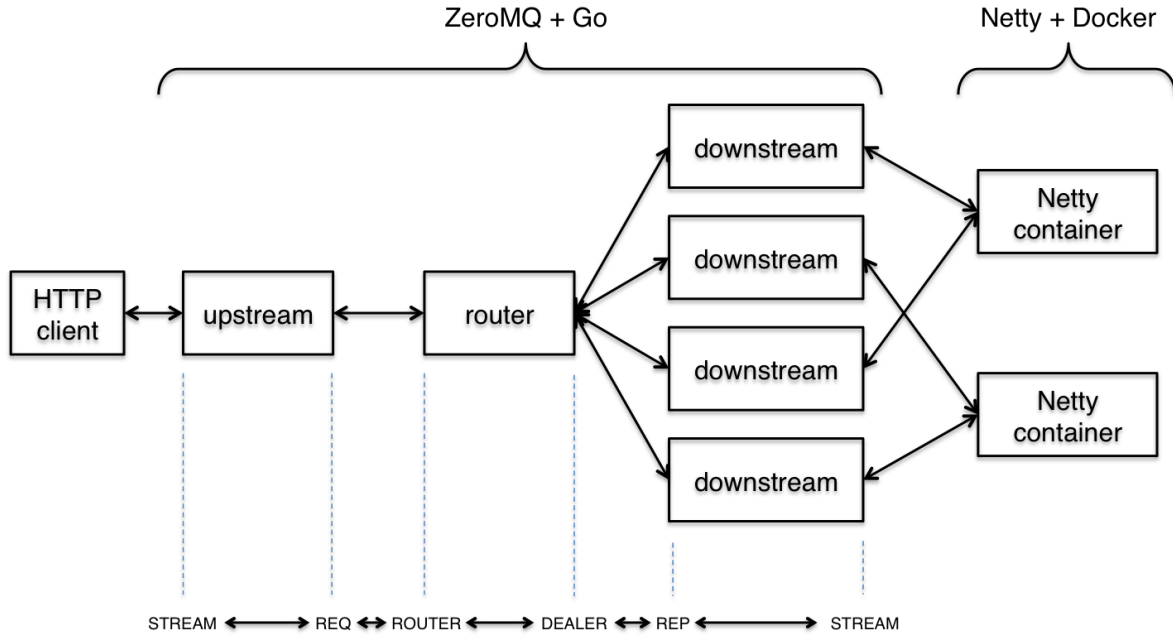 ZeroMQ + Go
Netty + Docker
HTTP
client
upstream
router
downstream
downstream
downstream
downstream
Netty
container
Netty
container
STREAM
REQ
ROUTER
DEALER
REP
STREAM